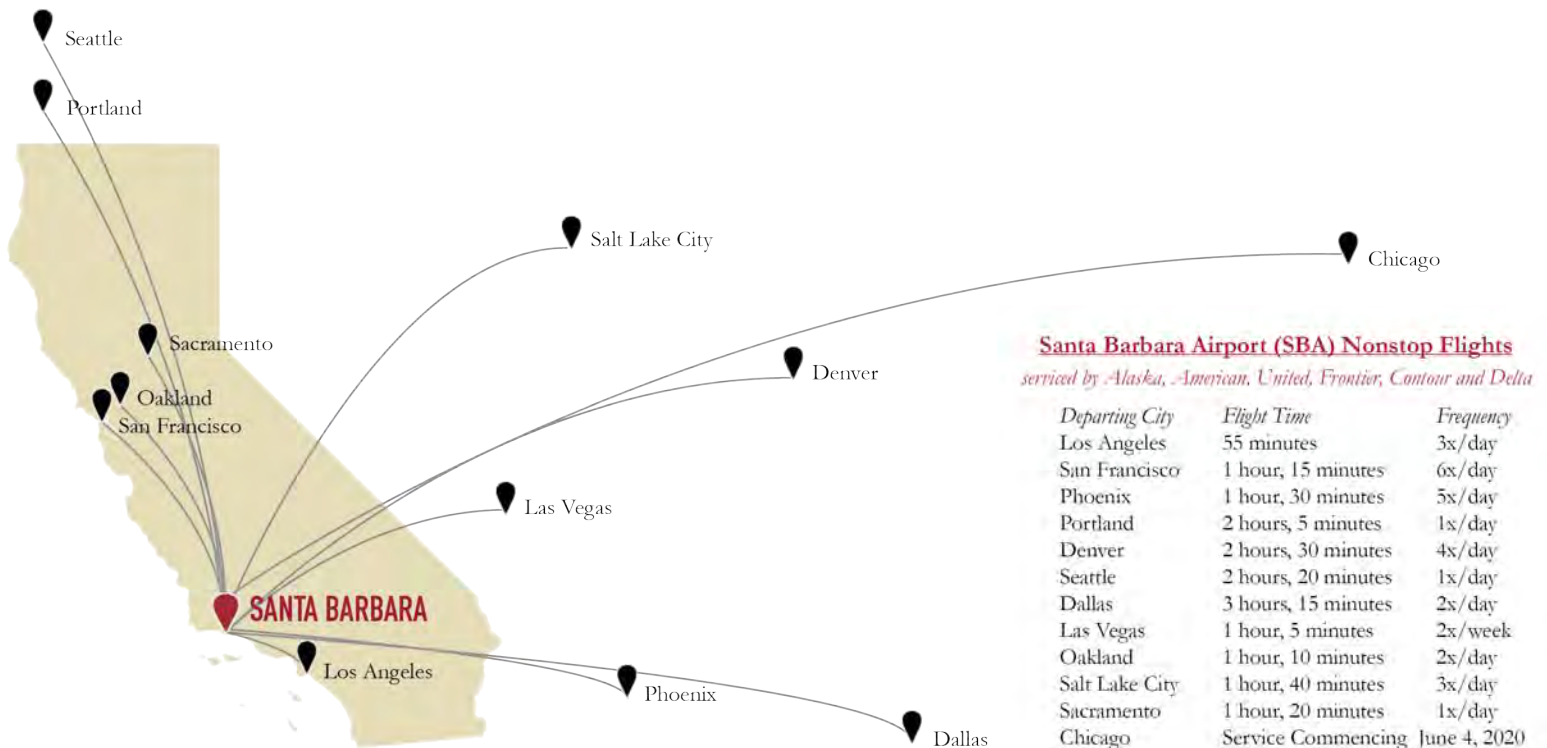 Seattle
Portland
Salt Lake City
Chicago
Sacramento
Denver
Oakland
San Francisco
Las Vegas
SANTA BARBARA
Los Angeles
Phoenix
Dallas
Santa Barbara Airport (SBA) Nonstop Flights
serviced by Alaska, American, United, Frontier, Contour and Delta
Departing City Flight Time Frequency
Los Angeles 55 minutes 3x/day
San Francisco 1 hour, 15 minutes 6x/day
Phoenix 1 hour, 30 minutes 5x/day
Portland 2 hours, 5 minutes 1x/day
Denver 2 hours, 30 minutes 4x/day
Seattle 2 hours, 20 minutes 1x/day
Dallas 3 hours, 15 minutes 2x/day
Las Vegas 1 hour, 5 minutes 2x/week
Oakland 1 hour, 10 minutes 2x/day
Salt Lake City 1 hour, 40 minutes 3x/day
Sacramento 1 hour, 20 minutes 1x/day
Chicago Service Commencing June 4, 2020